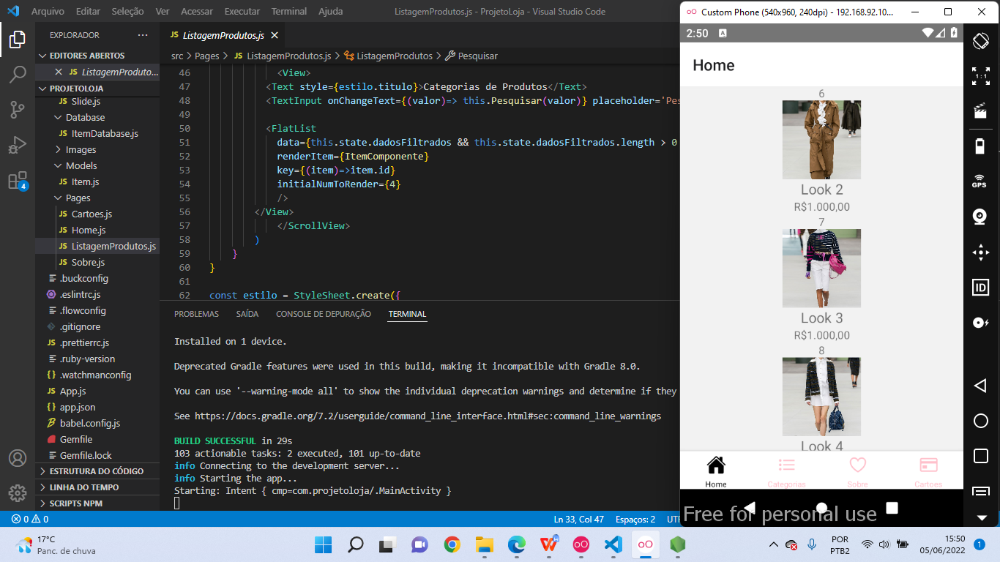 Arquivo Editar Seleção Ver Acessar Executar Terminal Ajuda ListagemProdutos.js - ProjetoLoja - Visual Studio Code
EXPLORADOR ···
EDITORES ABERTOS
JS ListagemProduto...
PROJETOLOJA
JS Slide.js
Database
JS ItemDatabase.js
Images
Models
JS Item.js
Pages
JS Cartoes.js
JS Home.js
JS ListagemProdutos.js
JS Sobre.js
.buckconfig
.eslintrc.js
.flowconfig
.gitignore
JS .prettierrc.js
.ruby-version
{} .watchmanconfig
JS App.js
{} app.json
babel.config.js
Gemfile
Gemfile.lock
ESTRUTURA DO CÓDIGO
LINHA DO TEMPO
SCRIPTS NPM
4
JS ListagemProdutos.js
src > Pages > JS ListagemProdutos.js > ListagemProdutos > Pesquisar
46 <View>
47 <Text style={estilo.titulo}>Categorias de Produtos</Text>
48 <TextInput onChangeText={(valor)=> this.Pesquisar(valor)} placeholder='Pes
49
50 <FlatList
51 data={this.state.dadosFiltrados && this.state.dadosFiltrados.length > 0
52 renderItem={ItemComponente}
53 key={(item)=>item.id}
54 initialNumToRender={4}
55 />
56 </View>
57 </ScrollView>
58 )
59 }
60 }
61
62 const estilo = StyleSheet.create({
PROBLEMAS SAÍDA CONSOLE DE DEPURAÇÃO TERMINAL
Installed on 1 device.
Deprecated Gradle features were used in this build, making it incompatible with Gradle 8.0.
You can use '--warning-mode all' to show the individual deprecation warnings and determine if they
See https://docs.gradle.org/7.2/userguide/command_line_interface.html#sec:command_line_warnings
BUILD SUCCESSFUL in 29s
103 actionable tasks: 2 executed, 101 up-to-date
info Connecting to the development server...
info Starting the app...
Starting: Intent { cmp=com.projetoloja/.MainActivity }
0 0 Ln 33, Col 47 Espaços: 2 UTF
Custom Phone (540x960, 240dpi) - 192.168.92.10...
2:50 A
Home
6
Look 2
R$1.000,00
7
Look 3
R$1.000,00
8
Look 4
Home Categorias Sobre Cartoes
Free for personal use
1:1
GPS
ID
17°C
Panc. de chuva
POR
PTB2
15:50
05/06/2022
1